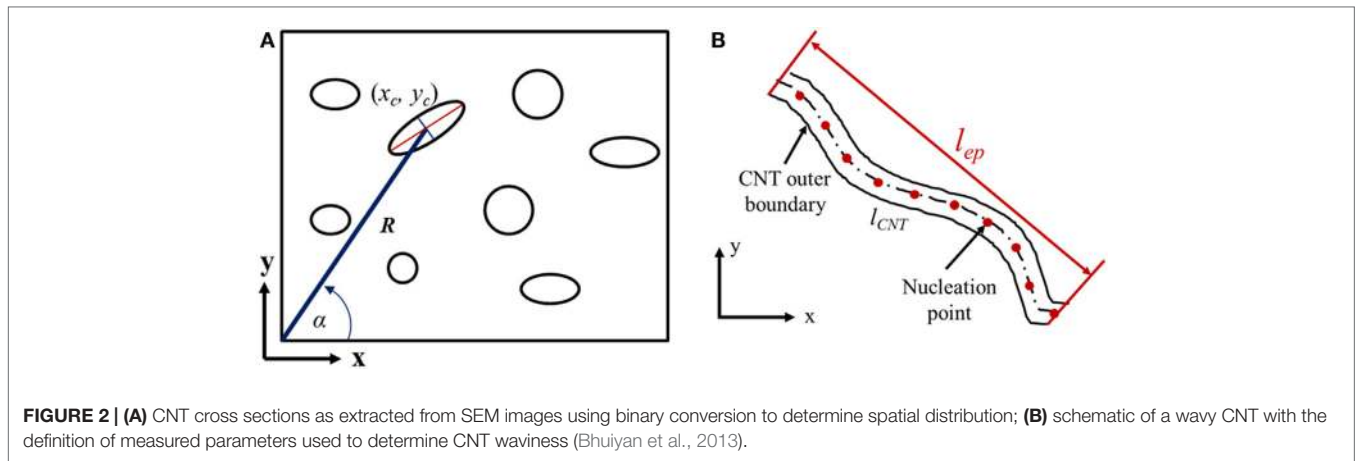 A
(x_c, y_c)
R
α
y
x
B
l_ep
CNT outer
boundary
l_CNT
Nucleation
point
y
x
FIGURE 2 | (A) CNT cross sections as extracted from SEM images using binary conversion to determine spatial distribution; (B) schematic of a wavy CNT with the
definition of measured parameters used to determine CNT waviness (Bhuiyan et al., 2013).